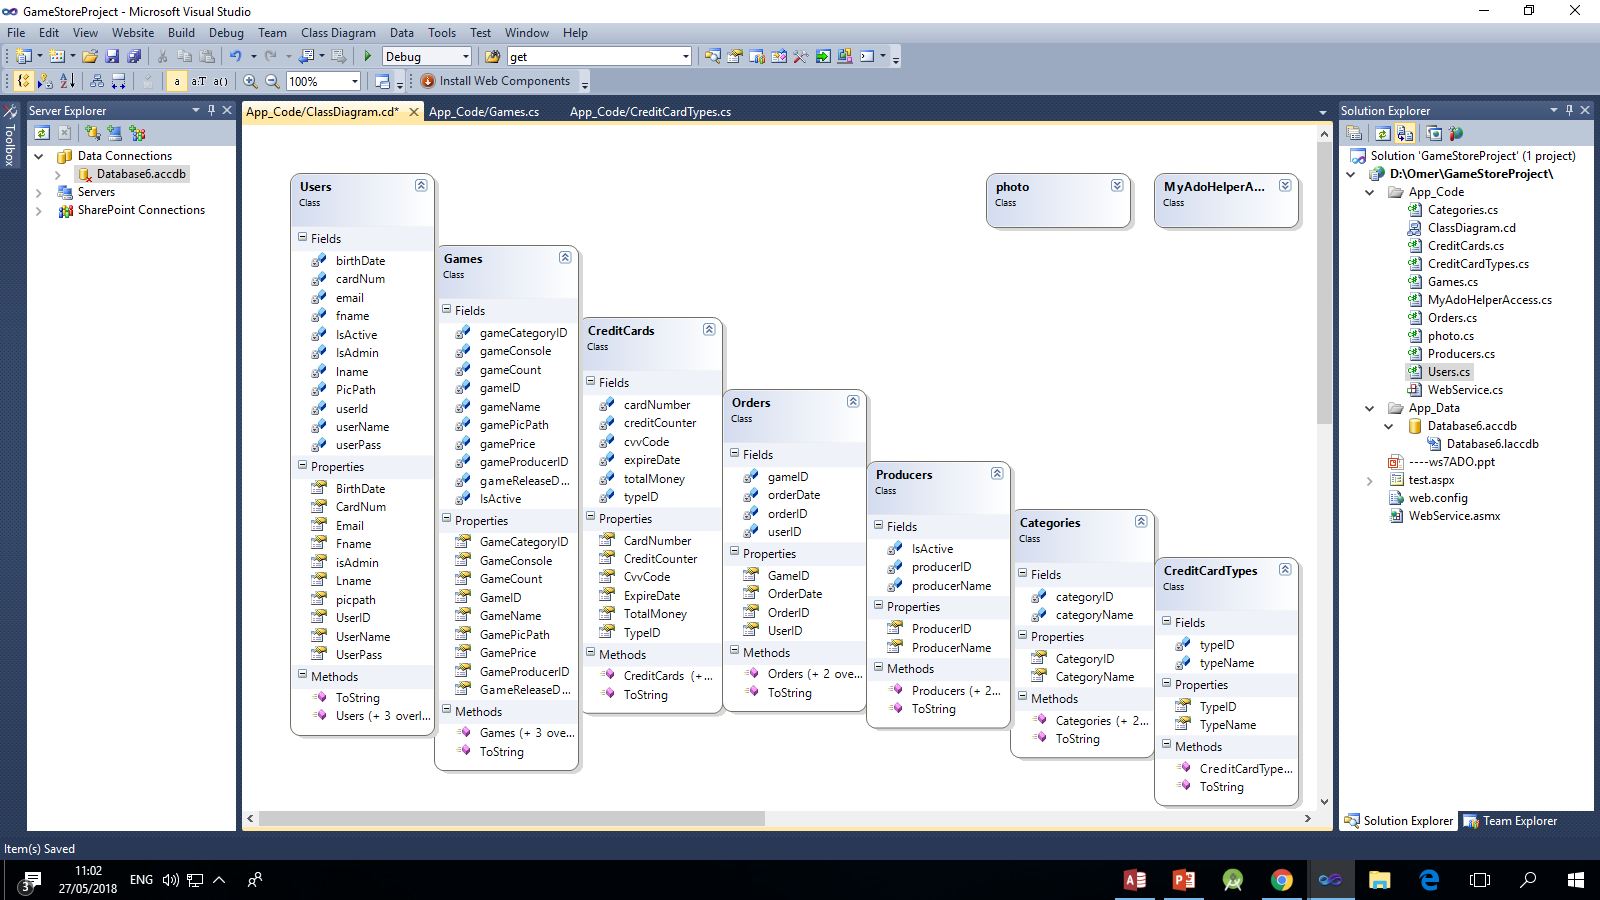 GameStoreProject - Microsoft Visual Studio
File Edit View Website Build Debug Team Class Diagram Data Tools Test Window Help
Debug get
a a:T a() 100% Install Web Components
Toolbox
Server Explorer
Data Connections
Database6.accdb
Servers
SharePoint Connections
App_Code/ClassDiagram.cd* App_Code/Games.cs App_Code/CreditCardTypes.cs
Users
Class
Fields
birthDate
cardNum
email
fname
IsActive
IsAdmin
lname
PicPath
userId
userName
userPass
Properties
BirthDate
CardNum
Email
Fname
isAdmin
Lname
picpath
UserID
UserName
UserPass
Methods
ToString
Users (+ 3 overl...
Games
Class
Fields
gameCategoryID
gameConsole
gameCount
gameID
gameName
gamePicPath
gamePrice
gameProducerID
gameReleaseD...
IsActive
Properties
GameCategoryID
GameConsole
GameCount
GameID
GameName
GamePicPath
GamePrice
GameProducerID
GameReleaseD...
Methods
Games (+ 3 ove...
ToString
CreditCards
Class
Fields
cardNumber
creditCounter
cvvCode
expireDate
totalMoney
typeID
Properties
CardNumber
CreditCounter
CvvCode
ExpireDate
TotalMoney
TypeID
Methods
CreditCards (+...
ToString
Orders
Class
Fields
gameID
orderDate
orderID
userID
Properties
GameID
OrderDate
OrderID
UserID
Methods
Orders (+ 2 ove...
ToString
Producers
Class
Fields
IsActive
producerID
producerName
Properties
ProducerID
ProducerName
Methods
Producers (+ 2...
ToString
Categories
Class
Fields
categoryID
categoryName
Properties
CategoryID
CategoryName
Methods
Categories (+ 2...
ToString
CreditCardTypes
Class
Fields
typeID
typeName
Properties
TypeID
TypeName
Methods
CreditCardType...
ToString
photo
Class
MyAdoHelperA...
Class
Solution Explorer
Solution 'GameStoreProject' (1 project)
D:\Omer\GameStoreProject\
App_Code
Categories.cs
ClassDiagram.cd
CreditCards.cs
CreditCardTypes.cs
Games.cs
MyAdoHelperAccess.cs
Orders.cs
photo.cs
Producers.cs
Users.cs
WebService.cs
App_Data
Database6.accdb
Database6.laccdb
----ws7ADO.ppt
test.aspx
web.config
WebService.asmx
Solution Explorer Team Explorer
Item(s) Saved
3
11:02
27/05/2018
ENG